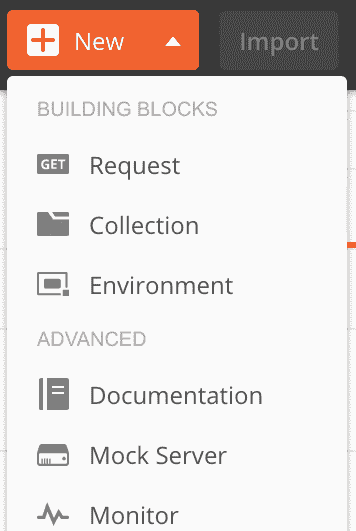 New Import
BUILDING BLOCKS
GET Request
Collection
Environment
ADVANCED
Documentation
Mock Server
Monitor